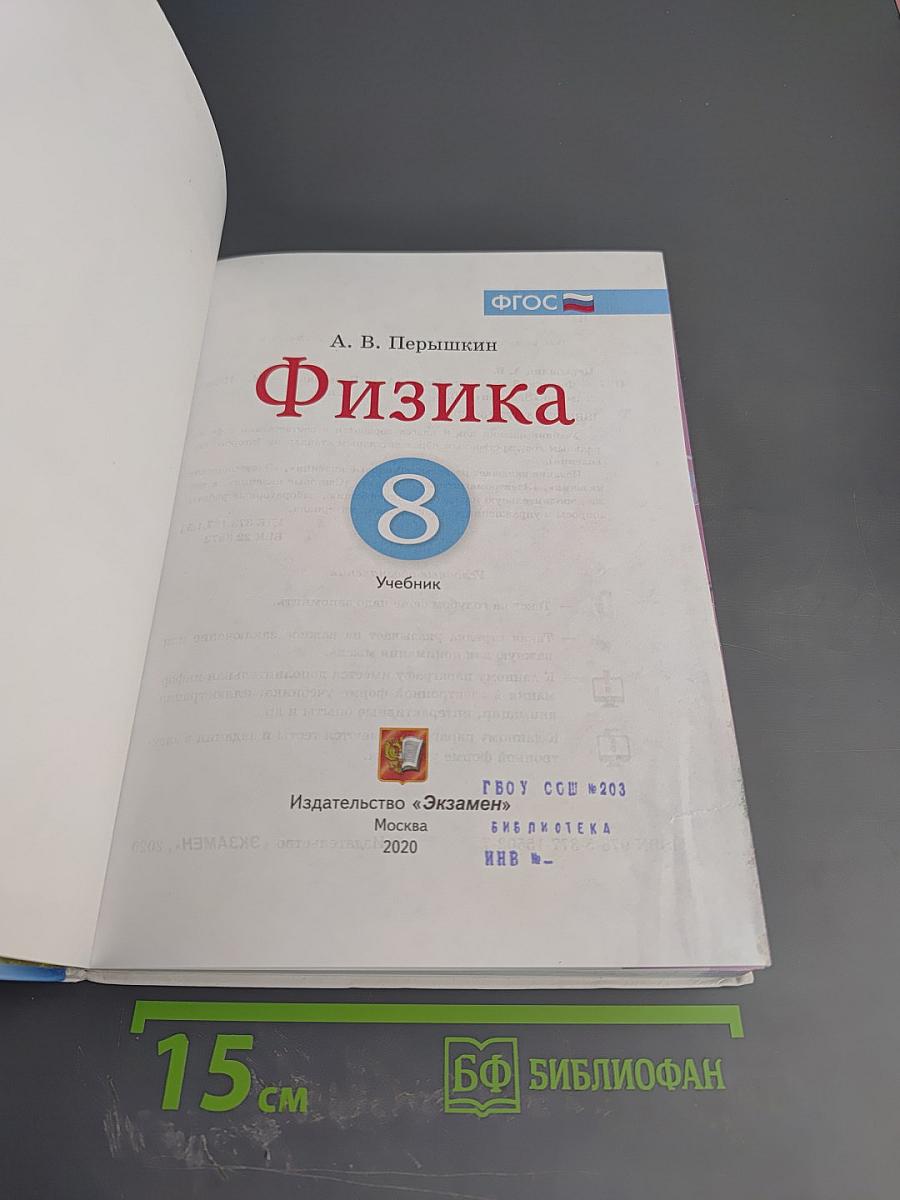 ФГОС
А. В. Перышкин
Физика
8
Учебник
Издательство «Экзамен»
Москва
2020
ГБОУ СОШ №203
БИБЛИОТЕКА
ИНВ №
15 см
БФ БИБЛИОФАН